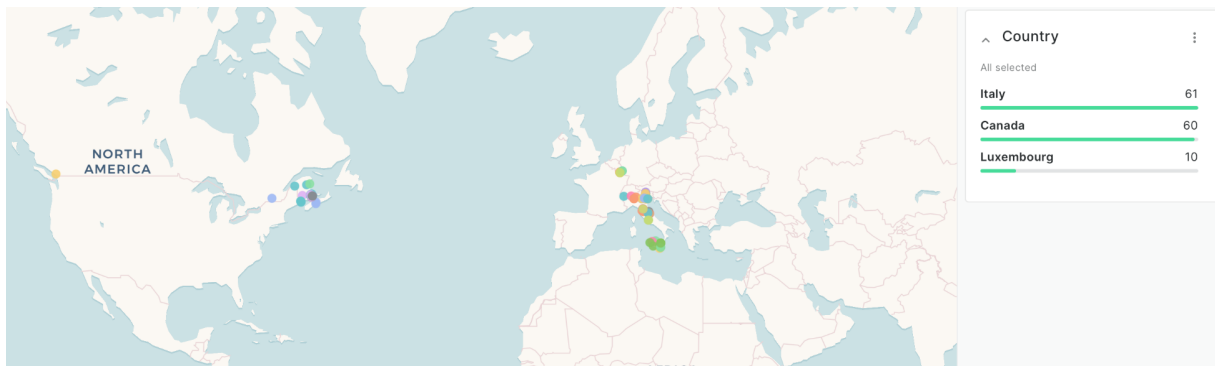 NORTH
AMERICA
Country
All selected
Italy 61
Canada 60
Luxembourg 10